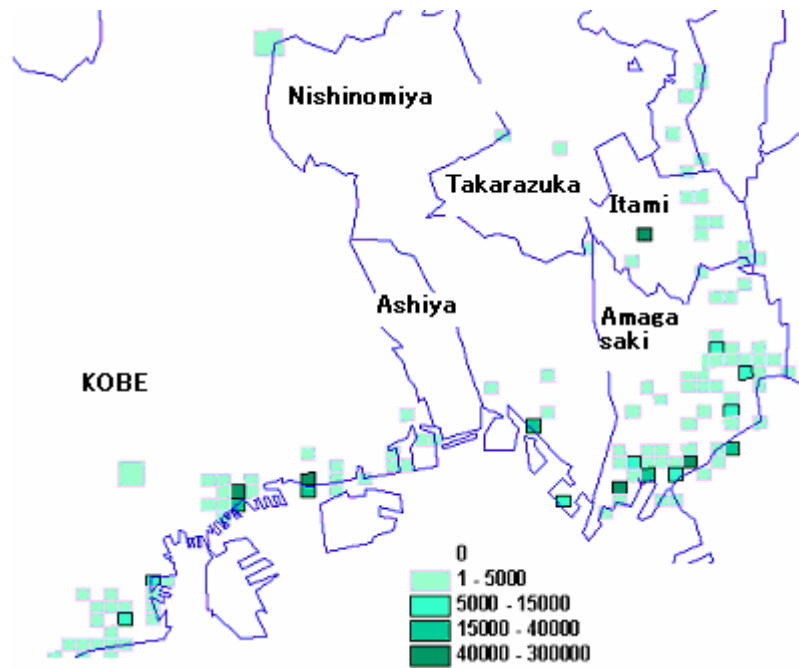 Nishinomiya
Takarazuka
Itami
Ashiya
Amaga
saki
KOBE
0
1 - 5000
5000 - 15000
15000 - 40000
40000 - 300000